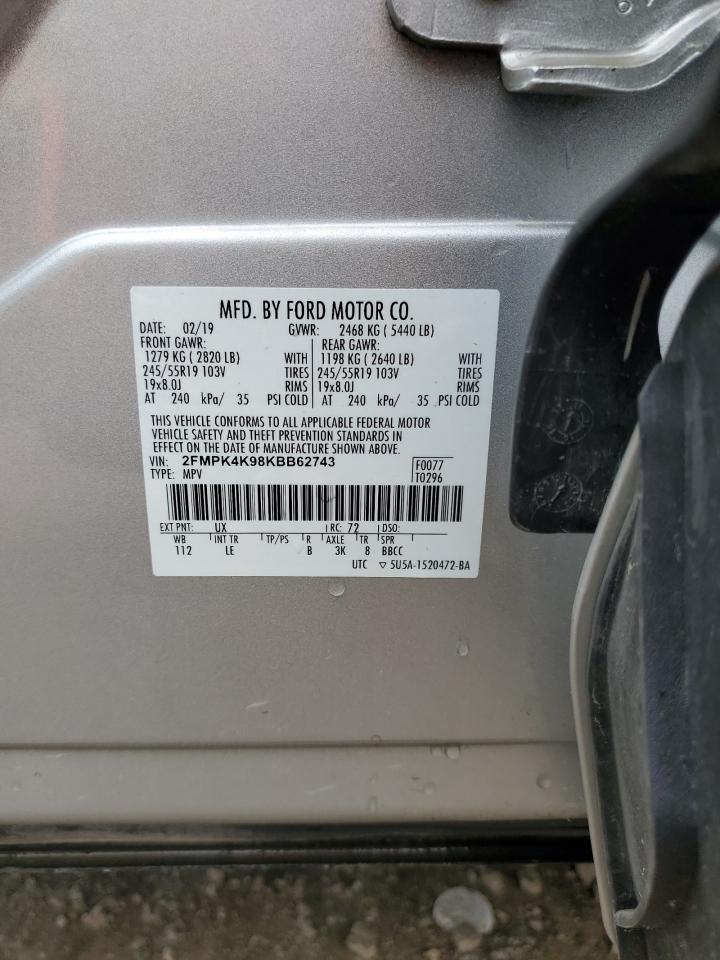 MFD. BY FORD MOTOR CO.
DATE: 02/19 GVWR: 2468 KG ( 5440 LB)
FRONT GAWR: REAR GAWR:
1279 KG ( 2820 LB) WITH 1198 KG ( 2640 LB) WITH
245/55R19 103V TIRES 245/55R19 103V TIRES
19x8.0J RIMS 19x8.0J RIMS
AT 240 kPa/ 35 PSI COLD AT 240 kPa/ 35 PSI COLD
THIS VEHICLE CONFORMS TO ALL APPLICABLE FEDERAL MOTOR
VEHICLE SAFETY AND THEFT PREVENTION STANDARDS IN
EFFECT ON THE DATE OF MANUFACTURE SHOWN ABOVE.
VIN: 2FMPK4K98KBB62743 F0077
TYPE: MPV T0296
EXT PNT: UX RC: 72 DSO:
WB INT TR TP/PS R AXLE TR SPR
112 LE B 3K 8 BBCC
UTC ▽ 5U5A-1520472-BA